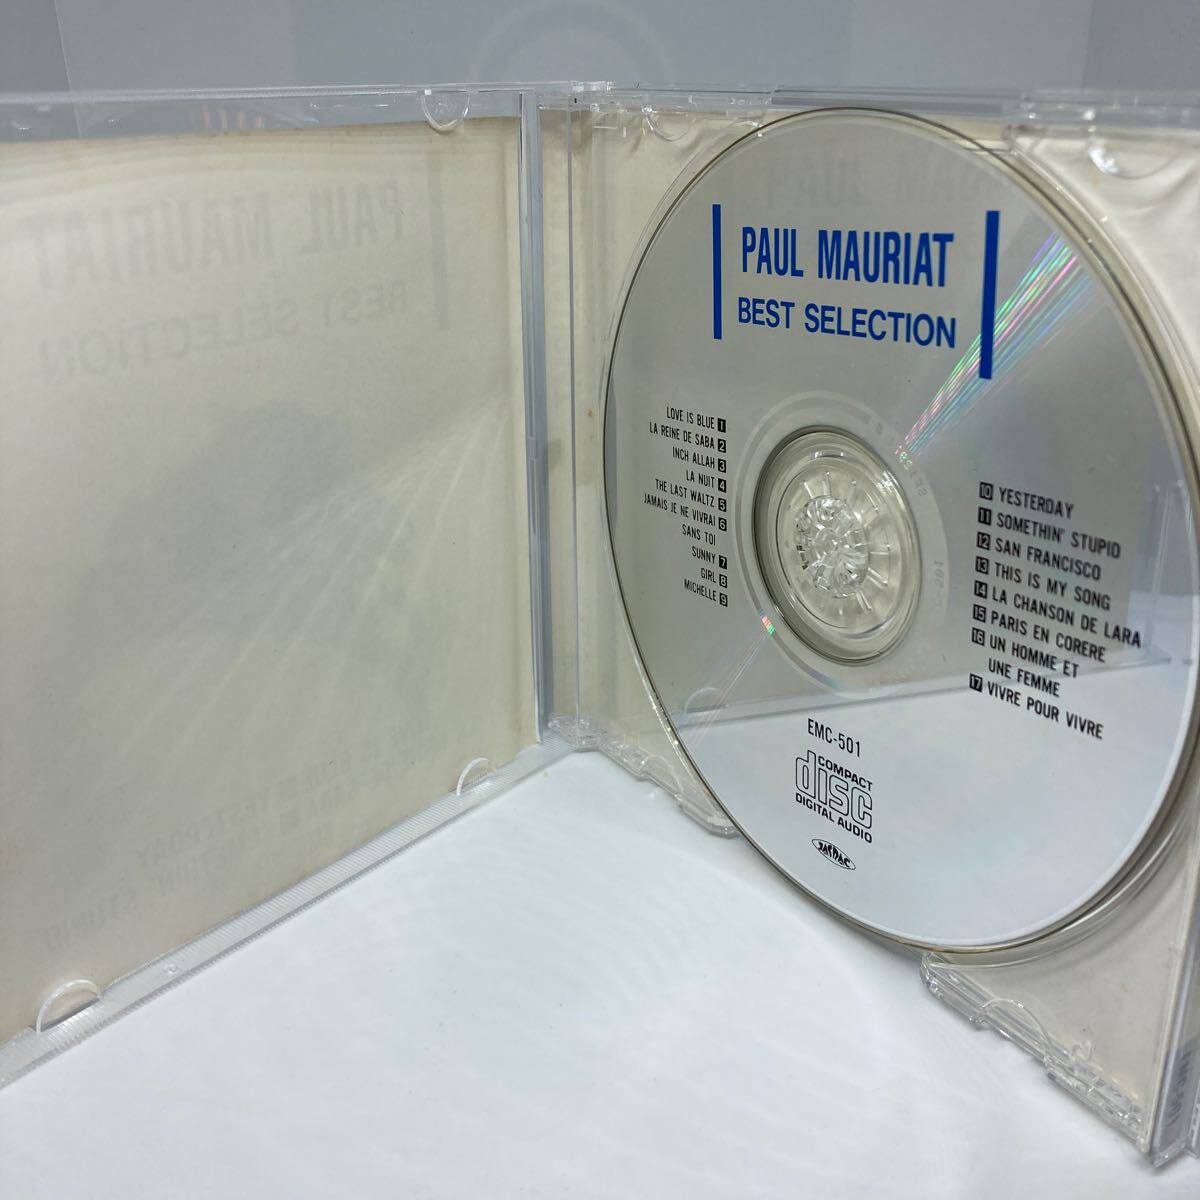 PAUL MAURIAT
BEST SELECTION
PAUL MAURIAT
BEST SELECTION
LOVE IS BLUE 1
LA REINE DE SABA 2
INCH ALLAH 3
LA NUIT 4
THE LAST WALTZ 5
JAMAIS JE NE VIVRAI 6
SANS TOI
SUNNY 7
GIRL 8
MICHELLE 9
10 YESTERDAY
11 SOMETHIN' STUPID
12 SAN FRANCISCO
13 THIS IS MY SONG
14 LA CHANSON DE LARA
15 PARIS EN CORERE
16 UN HOMME ET
UNE FEMME
17 VIVRE POUR VIVRE
EMC-501
COMPACT
disc
DIGITAL AUDIO
JASRAC